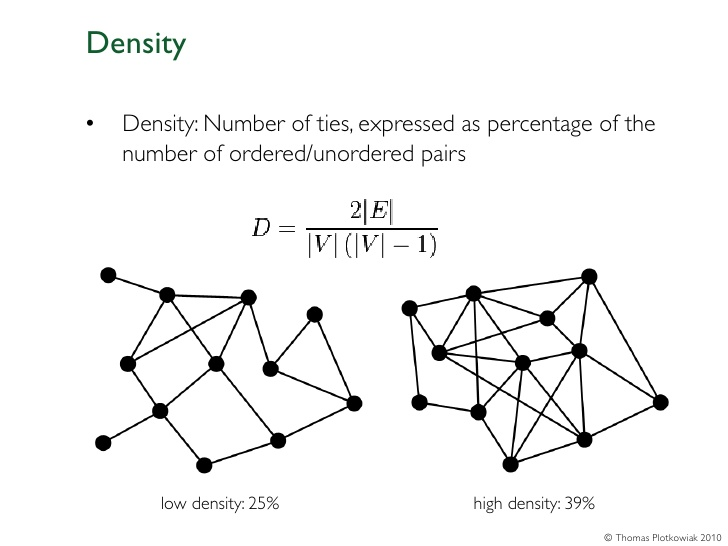 Density
• Density: Number of ties, expressed as percentage of the
number of ordered/unordered pairs
D = 2|E| / |V| (|V| − 1)
low density: 25%
high density: 39%
© Thomas Plotkowiak 2010